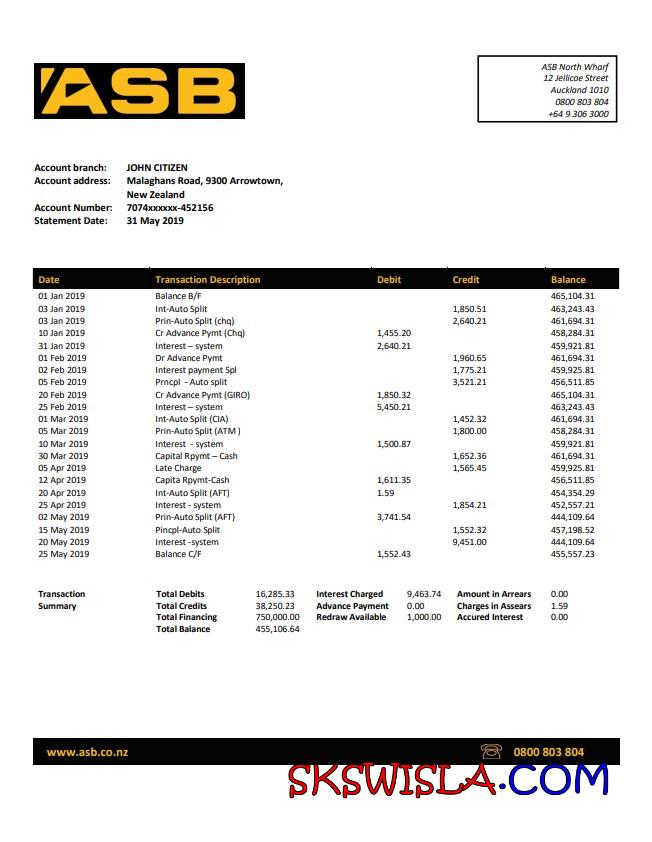 ASB
ASB North Wharf
12 Jellicoe Street
Auckland 1010
0800 803 804
+64 9 306 3000
Account branch: JOHN CITIZEN
Account address: Malaghans Road, 9300 Arrowtown,
New Zealand
Account Number: 7074xxxxxx-452156
Statement Date: 31 May 2019
Date Transaction Description Debit Credit Balance
01 Jan 2019 Balance B/F 465,104.31
03 Jan 2019 Int-Auto Split 1,850.51 463,243.43
03 Jan 2019 Prin-Auto Split (chq) 2,640.21 461,694.31
10 Jan 2019 Cr Advance Pymt (Chq) 1,455.20 458,284.31
31 Jan 2019 Interest – system 2,640.21 459,921.81
01 Feb 2019 Dr Advance Pymt 1,960.65 461,694.31
02 Feb 2019 Interest payment Spl 1,775.21 459,925.81
05 Feb 2019 Prncpl - Auto split 3,521.21 456,511.85
20 Feb 2019 Cr Advance Pymt (GIRO) 1,850.32 465,104.31
25 Feb 2019 Interest – system 5,450.21 463,243.43
01 Mar 2019 Int-Auto Split (CIA) 1,452.32 461,694.31
05 Mar 2019 Prin-Auto Split (ATM ) 1,800.00 458,284.31
10 Mar 2019 Interest - system 1,500.87 459,921.81
30 Mar 2019 Capital Rpymt – Cash 1,652.36 461,694.31
05 Apr 2019 Late Charge 1,565.45 459,925.81
12 Apr 2019 Capita Rpymt-Cash 1,611.35 456,511.85
20 Apr 2019 Int-Auto Split (AFT) 1.59 454,354.29
25 Apr 2019 Interest - system 1,854.21 452,557.21
02 May 2019 Prin-Auto Split (AFT) 3,741.54 444,109.64
15 May 2019 Pincpl-Auto Split 1,552.32 457,198.52
20 May 2019 Interest -system 9,451.00 444,109.64
25 May 2019 Balance C/F 1,552.43 455,557.23
Transaction Total Debits 16,285.33 Interest Charged 9,463.74 Amount in Arrears 0.00
Summary Total Credits 38,250.23 Advance Payment 0.00 Charges in Assears 1.59
Total Financing 750,000.00 Redraw Available 1,000.00 Accured Interest 0.00
Total Balance 455,106.64
www.asb.co.nz 0800 803 804
SKSWISLA.COM